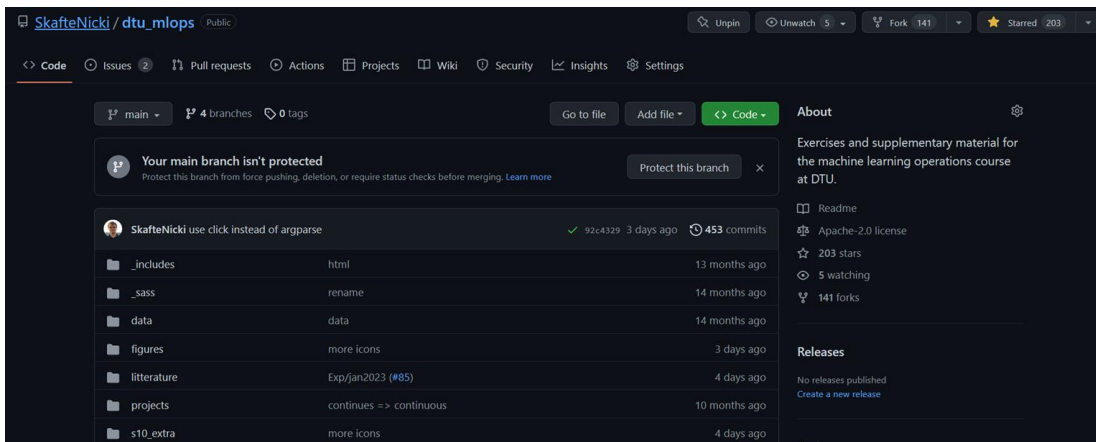 SkafteNicki / dtu_mlops Public
Unpin Unwatch 5 Fork 141 Starred 203
<> Code Issues 2 Pull requests Actions Projects Wiki Security Insights Settings
main 4 branches 0 tags Go to file Add file <> Code
Your main branch isn't protected
Protect this branch from force pushing, deletion, or require status checks before merging. Learn more
Protect this branch
SkafteNicki use click instead of argparse 92c4329 3 days ago 453 commits
_includes html 13 months ago
_sass rename 14 months ago
data data 14 months ago
figures more icons 3 days ago
litterature Exp/jan2023 (#85) 4 days ago
projects continues => continuous 10 months ago
s10_extra more icons 4 days ago
About
Exercises and supplementary material for
the machine learning operations course
at DTU.
Readme
Apache-2.0 license
203 stars
5 watching
141 forks
Releases
No releases published
Create a new release